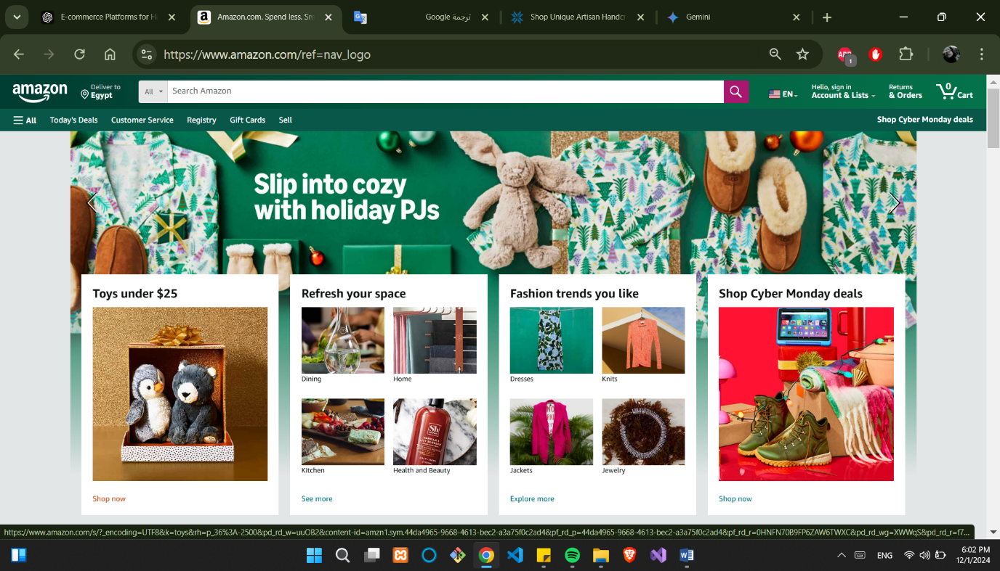 E-commerce Platforms for Ha
Amazon.com. Spend less. Sm
ترجمة Google
Shop Unique Artisan Handcr
Gemini
https://www.amazon.com/ref=nav_logo
ABP
1
amazon
Deliver to
Egypt
All
Search Amazon
EN
Hello, sign in
Account & Lists
Returns
& Orders
0
Cart
All
Today's Deals
Customer Service
Registry
Gift Cards
Sell
Shop Cyber Monday deals
Slip into cozy
with holiday PJs
Toys under $25
Shop now
Refresh your space
Dining
Home
Kitchen
Health and Beauty
See more
Fashion trends you like
Dresses
Knits
Jackets
Jewelry
Explore more
Shop Cyber Monday deals
Shop now
https://www.amazon.com/s/?_encoding=UTF8&k=toys&rh=p_36%3A-2500&pd_rd_w=uuOB2&content-id=amzn1.sym.44da4965-9668-4613-bec2-a3a75f0c2ad4&pf_rd_p=44da4965-9668-4613-bec2-a3a75f0c2ad4&pf_rd_r=0HNFN70B9FP6ZAW6TWXC&pd_rd_wg=XWWqS&pd_rd_r=f7...
ENG
6:02 PM
12/1/2024